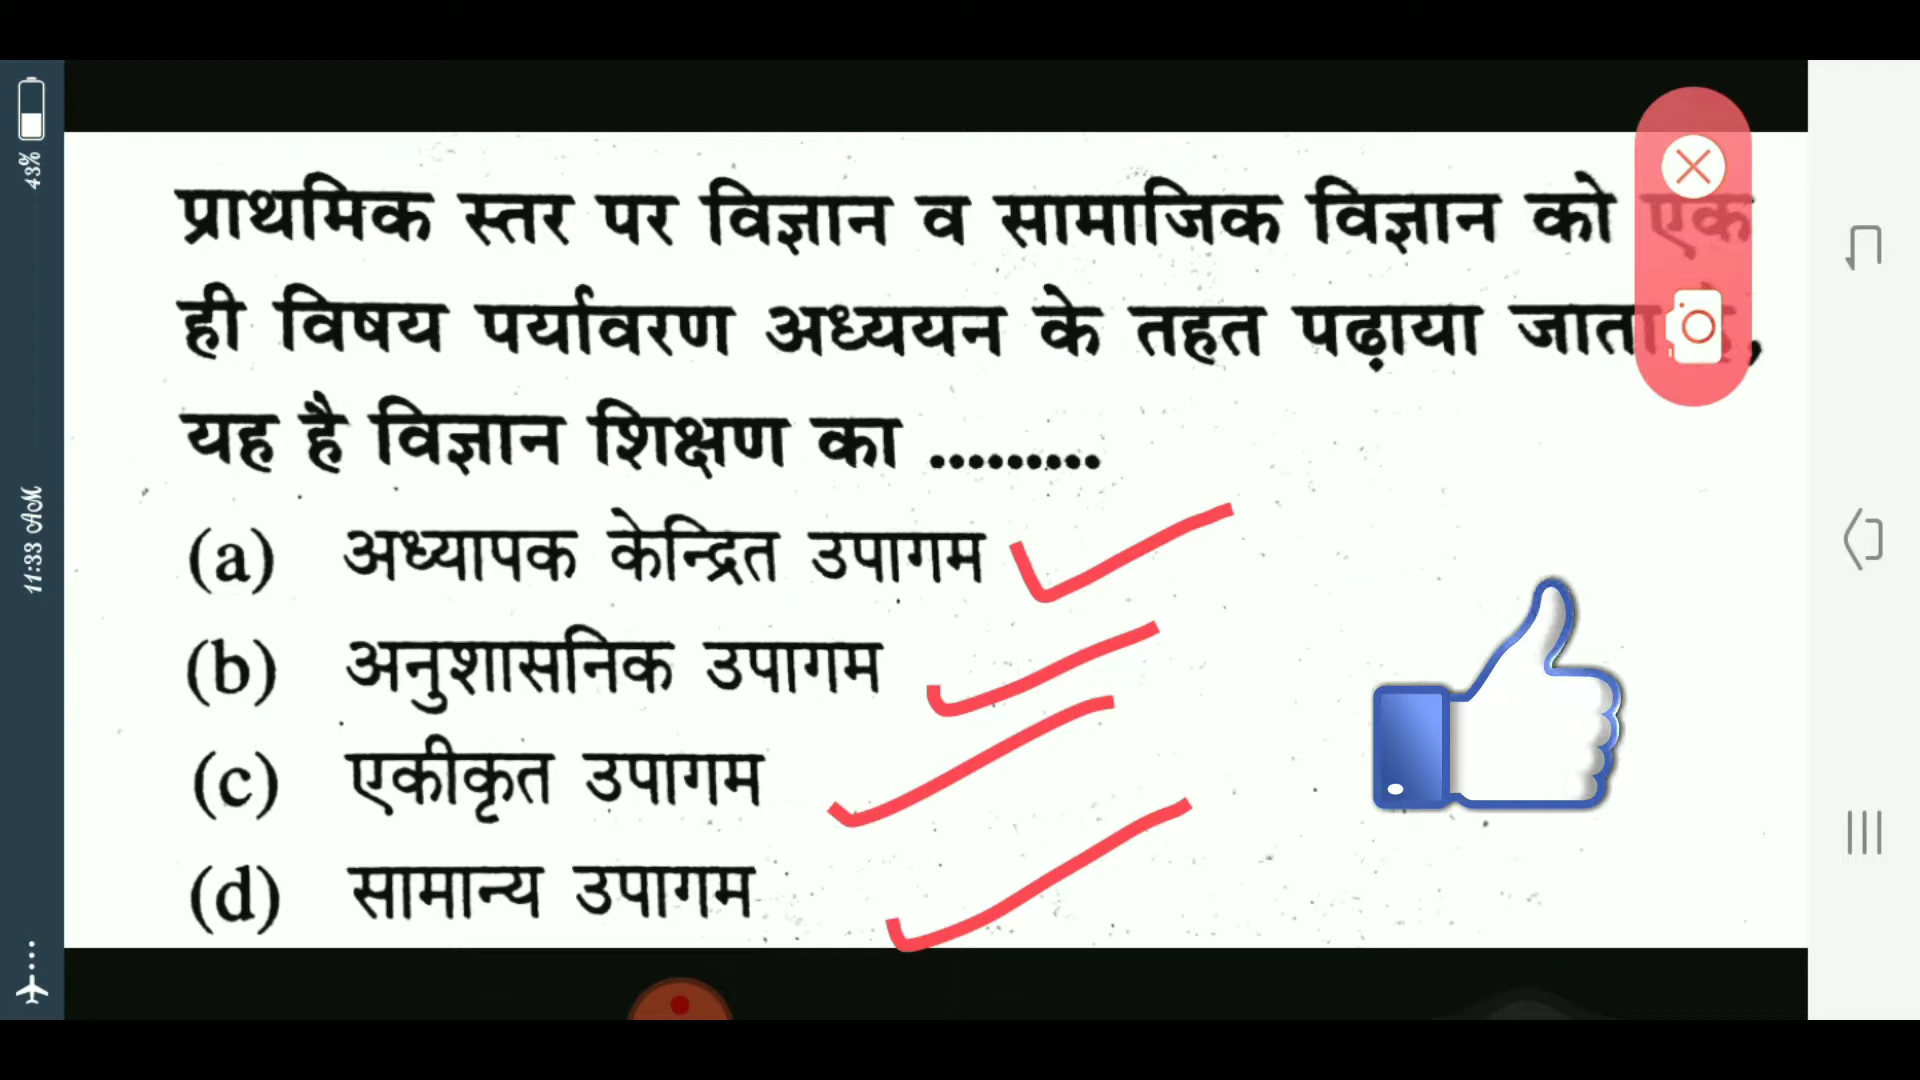 प्राथमिक स्तर पर विज्ञान व सामाजिक विज्ञान को एक
ही विषय पर्यावरण अध्ययन के तहत पढ़ाया जाता है,
यह है विज्ञान शिक्षण का .........
(a) अध्यापक केन्द्रित उपागम
(b) अनुशासनिक उपागम
(c) एकीकृत उपागम
(d) सामान्य उपागम
43%
11:33 AM